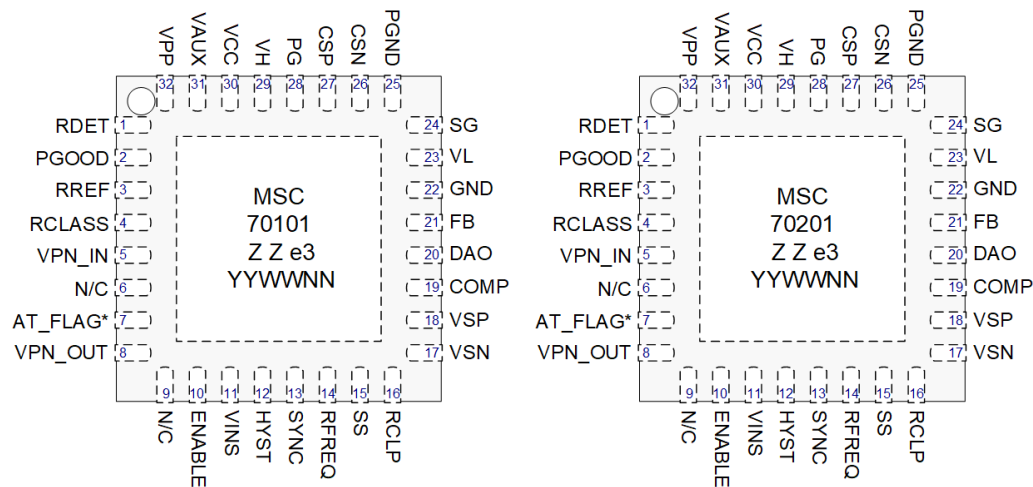 VPP VAUX VCC VH PG CSP CSN PGND
32 31 30 29 28 27 26 25
RDET 1
PGOOD 2
RREF 3
RCLASS 4
VPN_IN 5
N/C 6
AT_FLAG* 7
VPN_OUT 8
MSC
70101
Z Z e3
YYWWNN
24 SG
23 VL
22 GND
21 FB
20 DAO
19 COMP
18 VSP
17 VSN
9 10 11 12 13 14 15 16
N/C ENABLE VINS HYST SYNC RFREQ SS RCLP
VPP VAUX VCC VH PG CSP CSN PGND
32 31 30 29 28 27 26 25
RDET 1
PGOOD 2
RREF 3
RCLASS 4
VPN_IN 5
N/C 6
AT_FLAG* 7
VPN_OUT 8
MSC
70201
Z Z e3
YYWWNN
24 SG
23 VL
22 GND
21 FB
20 DAO
19 COMP
18 VSP
17 VSN
9 10 11 12 13 14 15 16
N/C ENABLE VINS HYST SYNC RFREQ SS RCLP